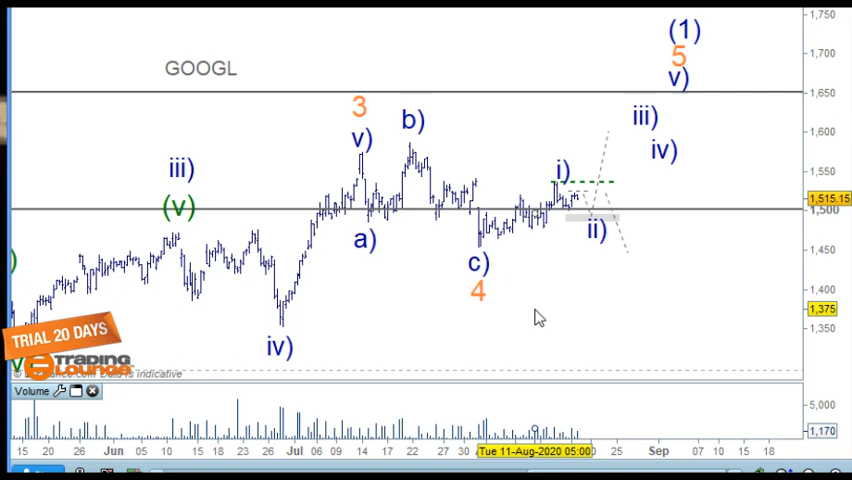 GOOGL
(1)
5
v)
iii)
iv)
3
v)
b)
iii)
(v)
i)
a)
ii)
c)
4
iv)
)
v
1,750
1,700
1,650
1,600
1,550
1,515.15
1,500
1,450
1,400
1,375
1,350
TRIAL 20 DAYS
TRADING
LOUNGE
Data is indicative
Volume
5,000
1,170
15 20 26 Jun 05 10 15 18 23 26 Jul 06 09 14 17 22 27 30 Tue 11-Aug-2020 05:00 25 Sep 07 10 15 18